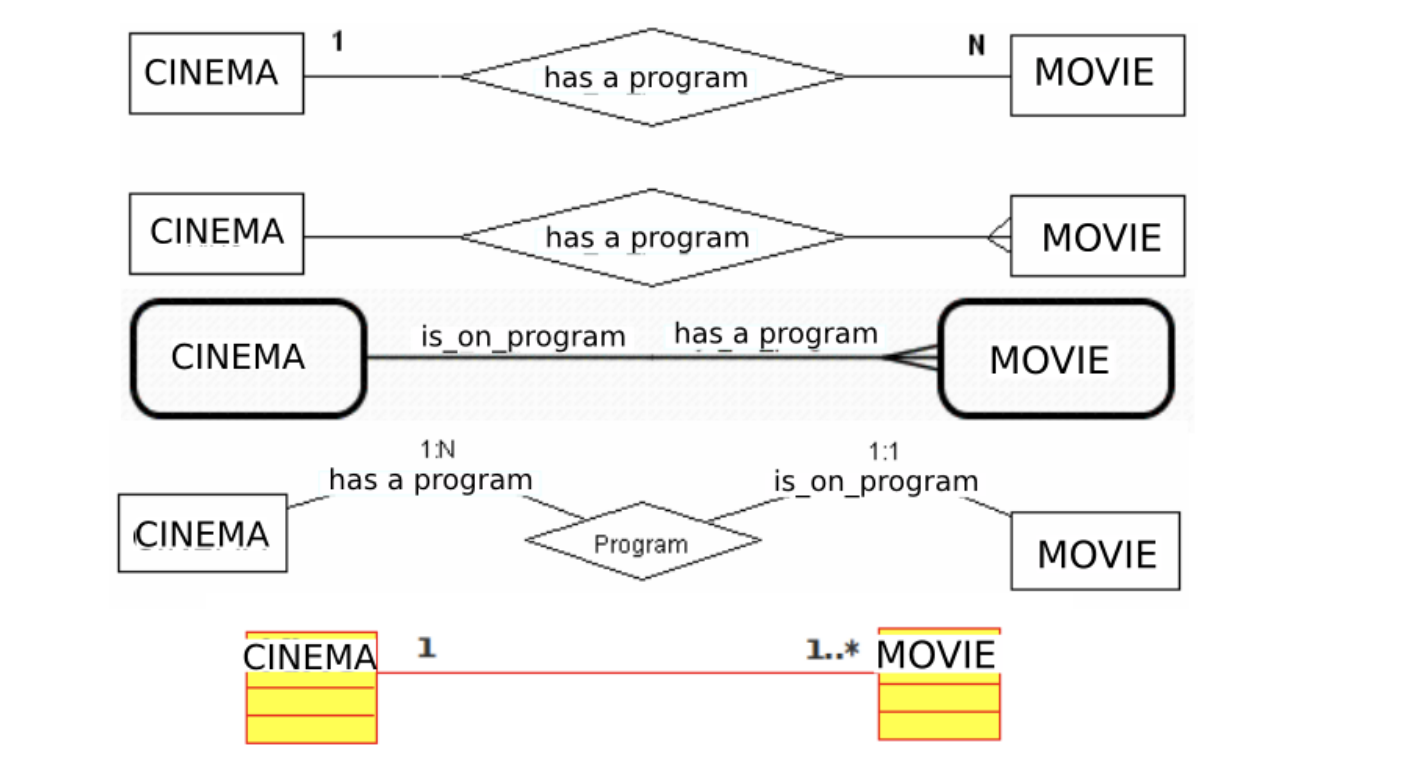 1 N
CINEMA has a program MOVIE
CINEMA has a program MOVIE
is_on_program has a program
CINEMA MOVIE
1:N 1:1
has a program is_on_program
CINEMA Program MOVIE
1 1..*
CINEMA MOVIE